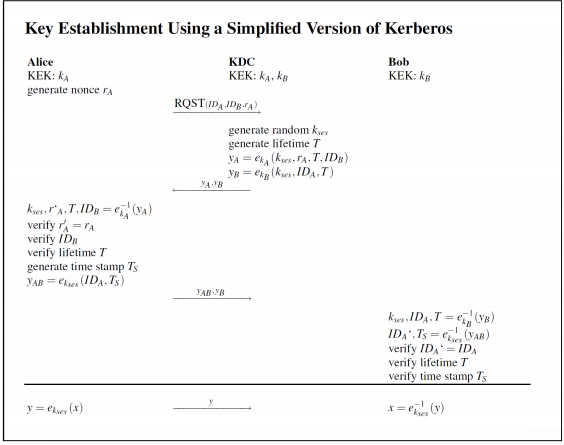 Key Establishment Using a Simplified Version of Kerberos
Alice KDC Bob
KEK: k_A KEK: k_A, k_B KEK: k_B
generate nonce r_A
RQST(ID_A,ID_B,r_A)
generate random k_ses
generate lifetime T
y_A = e_{k_A}(k_ses, r_A, T, ID_B)
y_B = e_{k_B}(k_ses, ID_A, T)
y_A,y_B
k_ses, r‘_A, T, ID_B = e^{-1}_{k_A}(y_A)
verify r′_A = r_A
verify ID_B
verify lifetime T
generate time stamp T_S
y_AB = e_{k_ses}(ID_A, T_S)
y_AB,y_B
k_ses, ID_A, T = e^{-1}_{k_B}(y_B)
ID_A‘, T_S = e^{-1}_{k_ses}(y_AB)
verify ID_A‘ = ID_A
verify lifetime T
verify time stamp T_S
y = e_{k_ses}(x) y x = e^{-1}_{k_ses}(y)